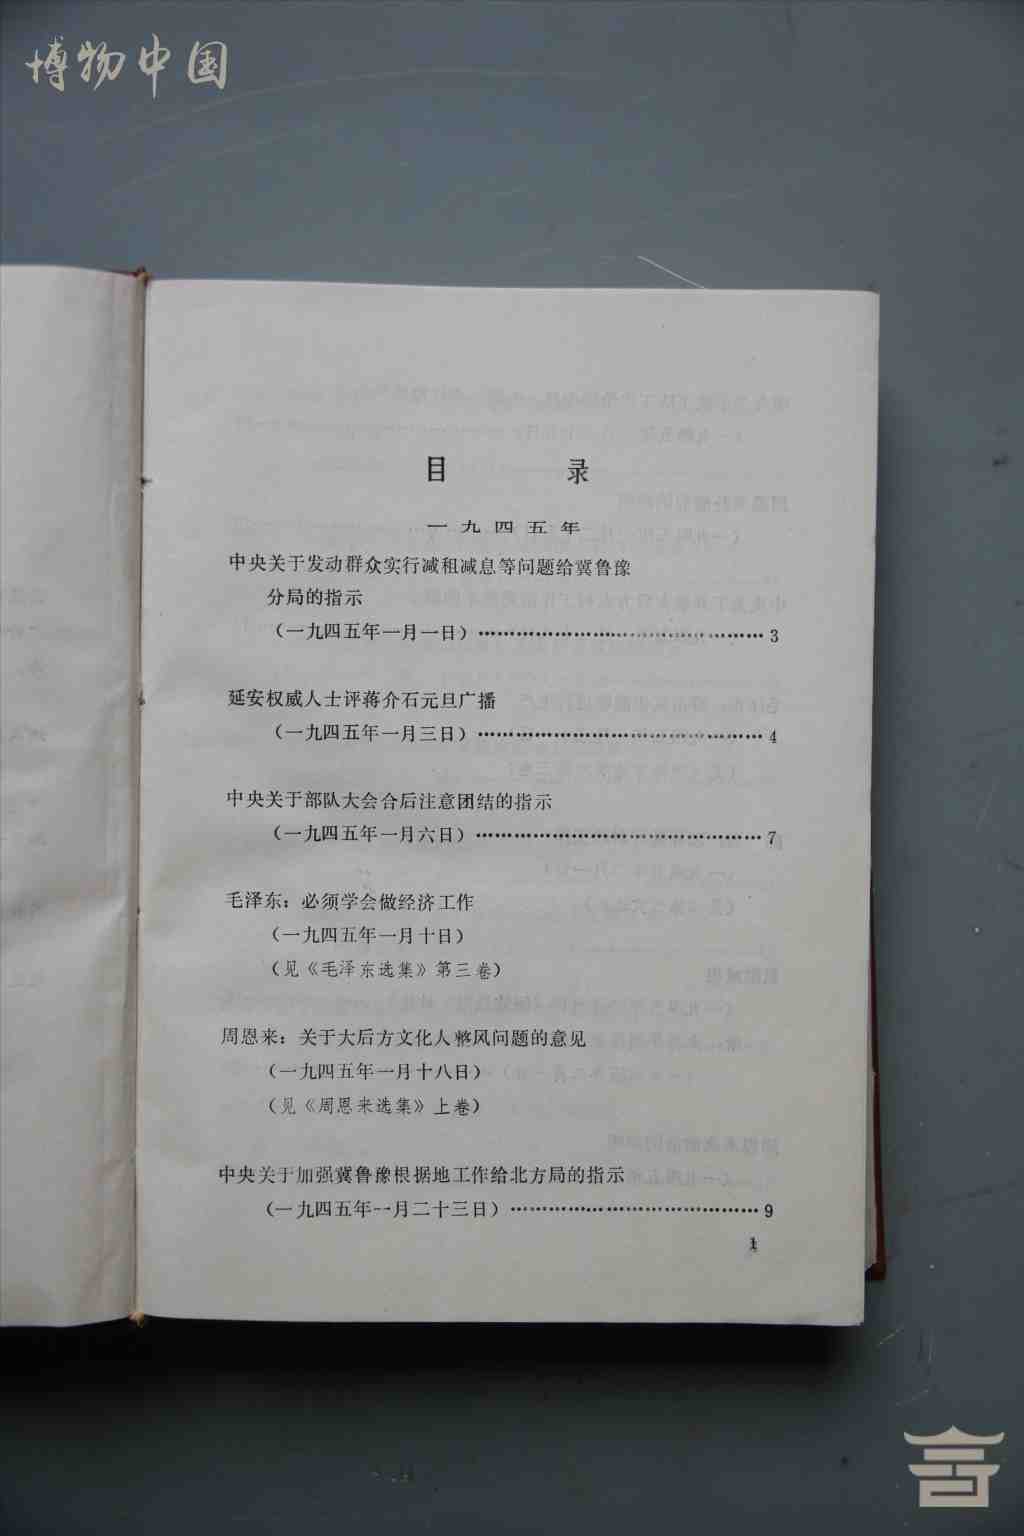 博物中国
目 录
一九四五年
中央关于发动群众实行减租减息等问题给冀鲁豫
分局的指示
（一九四五年一月一日）……………………………………3
延安权威人士评蒋介石元旦广播
（一九四五年一月三日）……………………………………4
中央关于部队大会合后注意团结的指示
（一九四五年一月六日）……………………………………7
毛泽东：必须学会做经济工作
（一九四五年一月十日）
（见《毛泽东选集》第三卷）
周恩来：关于大后方文化人整风问题的意见
（一九四五年一月十八日）
（见《周恩来选集》上卷）
中央关于加强冀鲁豫根据地工作给北方局的指示
（一九四五年一月二十三日）………………………………9
1